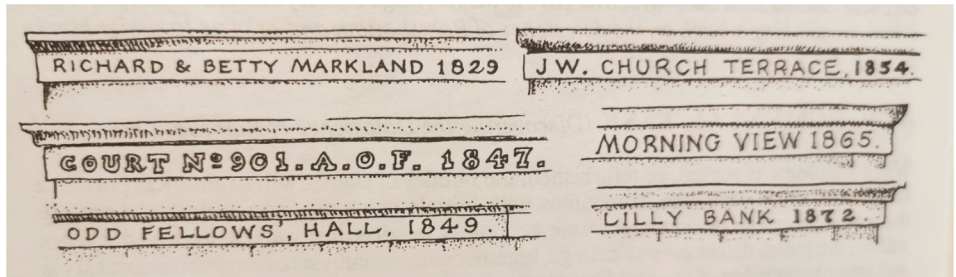 RICHARD & BETTY MARKLAND 1829
JW. CHURCH TERRACE, 1854.
COURT Nº 901. A.O.F. 1847.
MORNING VIEW 1865.
ODD FELLOWS', HALL, 1849.
LILLY BANK 1872.